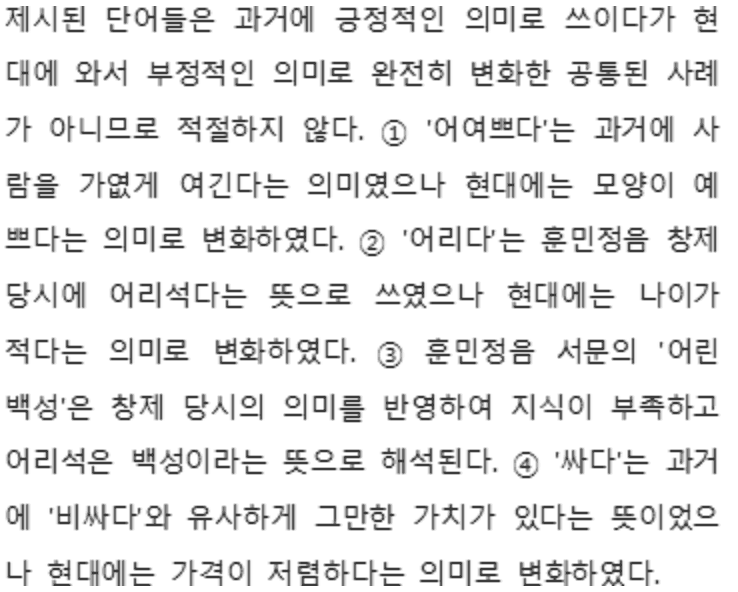 제시된 단어들은 과거에 긍정적인 의미로 쓰이다가 현
대에 와서 부정적인 의미로 완전히 변화한 공통된 사례
가 아니므로 적절하지 않다. ① '어여쁘다'는 과거에 사
람을 가엾게 여긴다는 의미였으나 현대에는 모양이 예
쁘다는 의미로 변화하였다. ② '어리다'는 훈민정음 창제
당시에 어리석다는 뜻으로 쓰였으나 현대에는 나이가
적다는 의미로 변화하였다. ③ 훈민정음 서문의 '어린
백성'은 창제 당시의 의미를 반영하여 지식이 부족하고
어리석은 백성이라는 뜻으로 해석된다. ④ '싸다'는 과거
에 '비싸다'와 유사하게 그만한 가치가 있다는 뜻이었으
나 현대에는 가격이 저렴하다는 의미로 변화하였다.